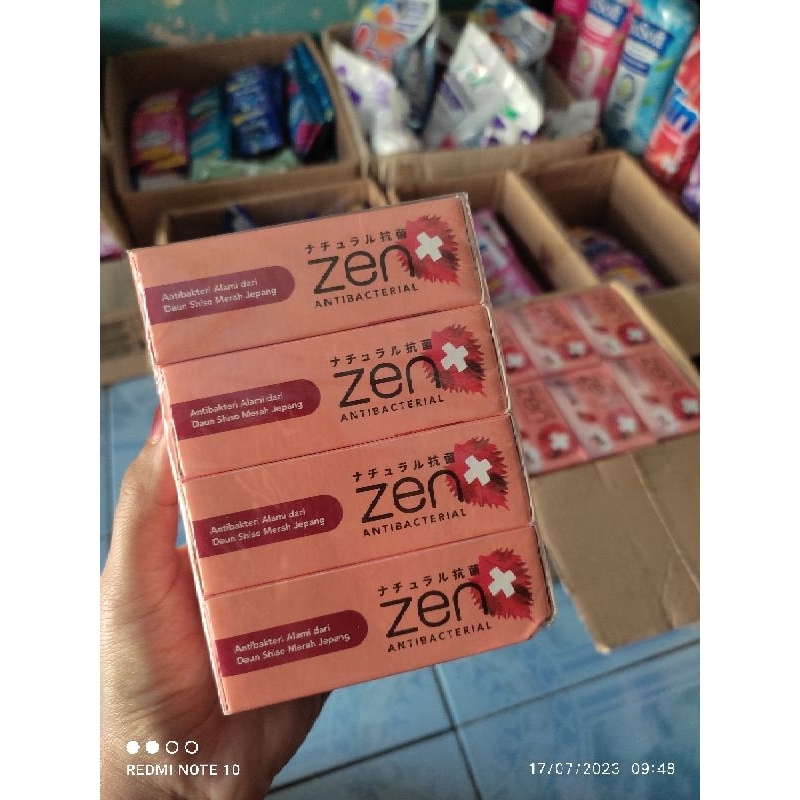 ナチュラル抗菌
zen
ANTIBACTERIAL
Antibakteri Alami dari
Daun Shiso Merah Jepang
ナチュラル抗菌
zen
ANTIBACTERIAL
Antibakteri Alami dari
Daun Shiso Merah Jepang
ナチュラル抗菌
zen
ANTIBACTERIAL
Antibakteri Alami dari
Daun Shiso Merah Jepang
ナチュラル抗菌
zen
ANTIBACTERIAL
Antibakteri Alami dari
Daun Shiso Merah Jepang
REDMI NOTE 10
17/07/2023 09:48